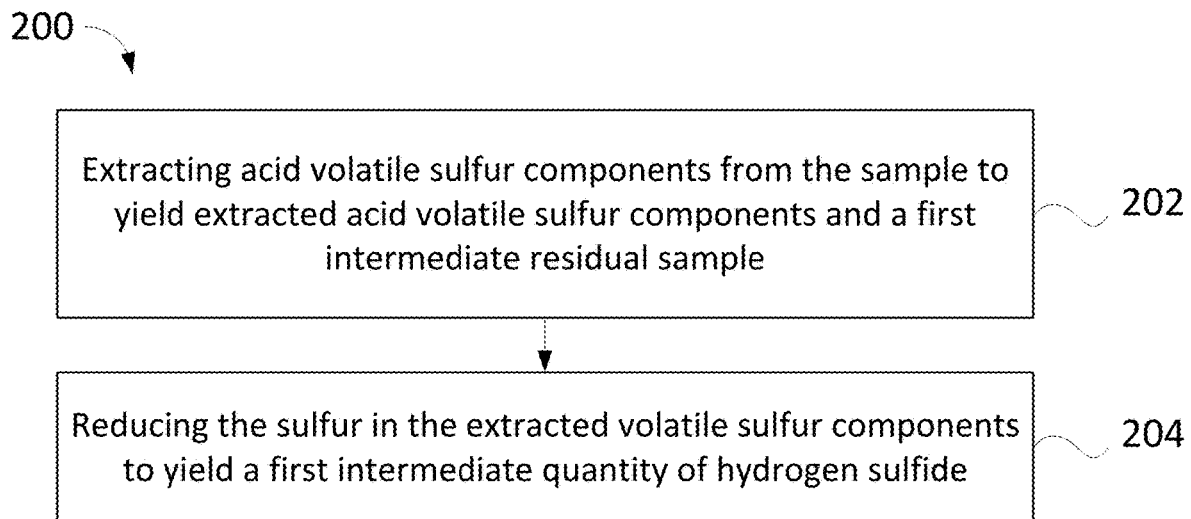 200
Extracting acid volatile sulfur components from the sample to
yield extracted acid volatile sulfur components and a first
intermediate residual sample
202
Reducing the sulfur in the extracted volatile sulfur components
to yield a first intermediate quantity of hydrogen sulfide
204